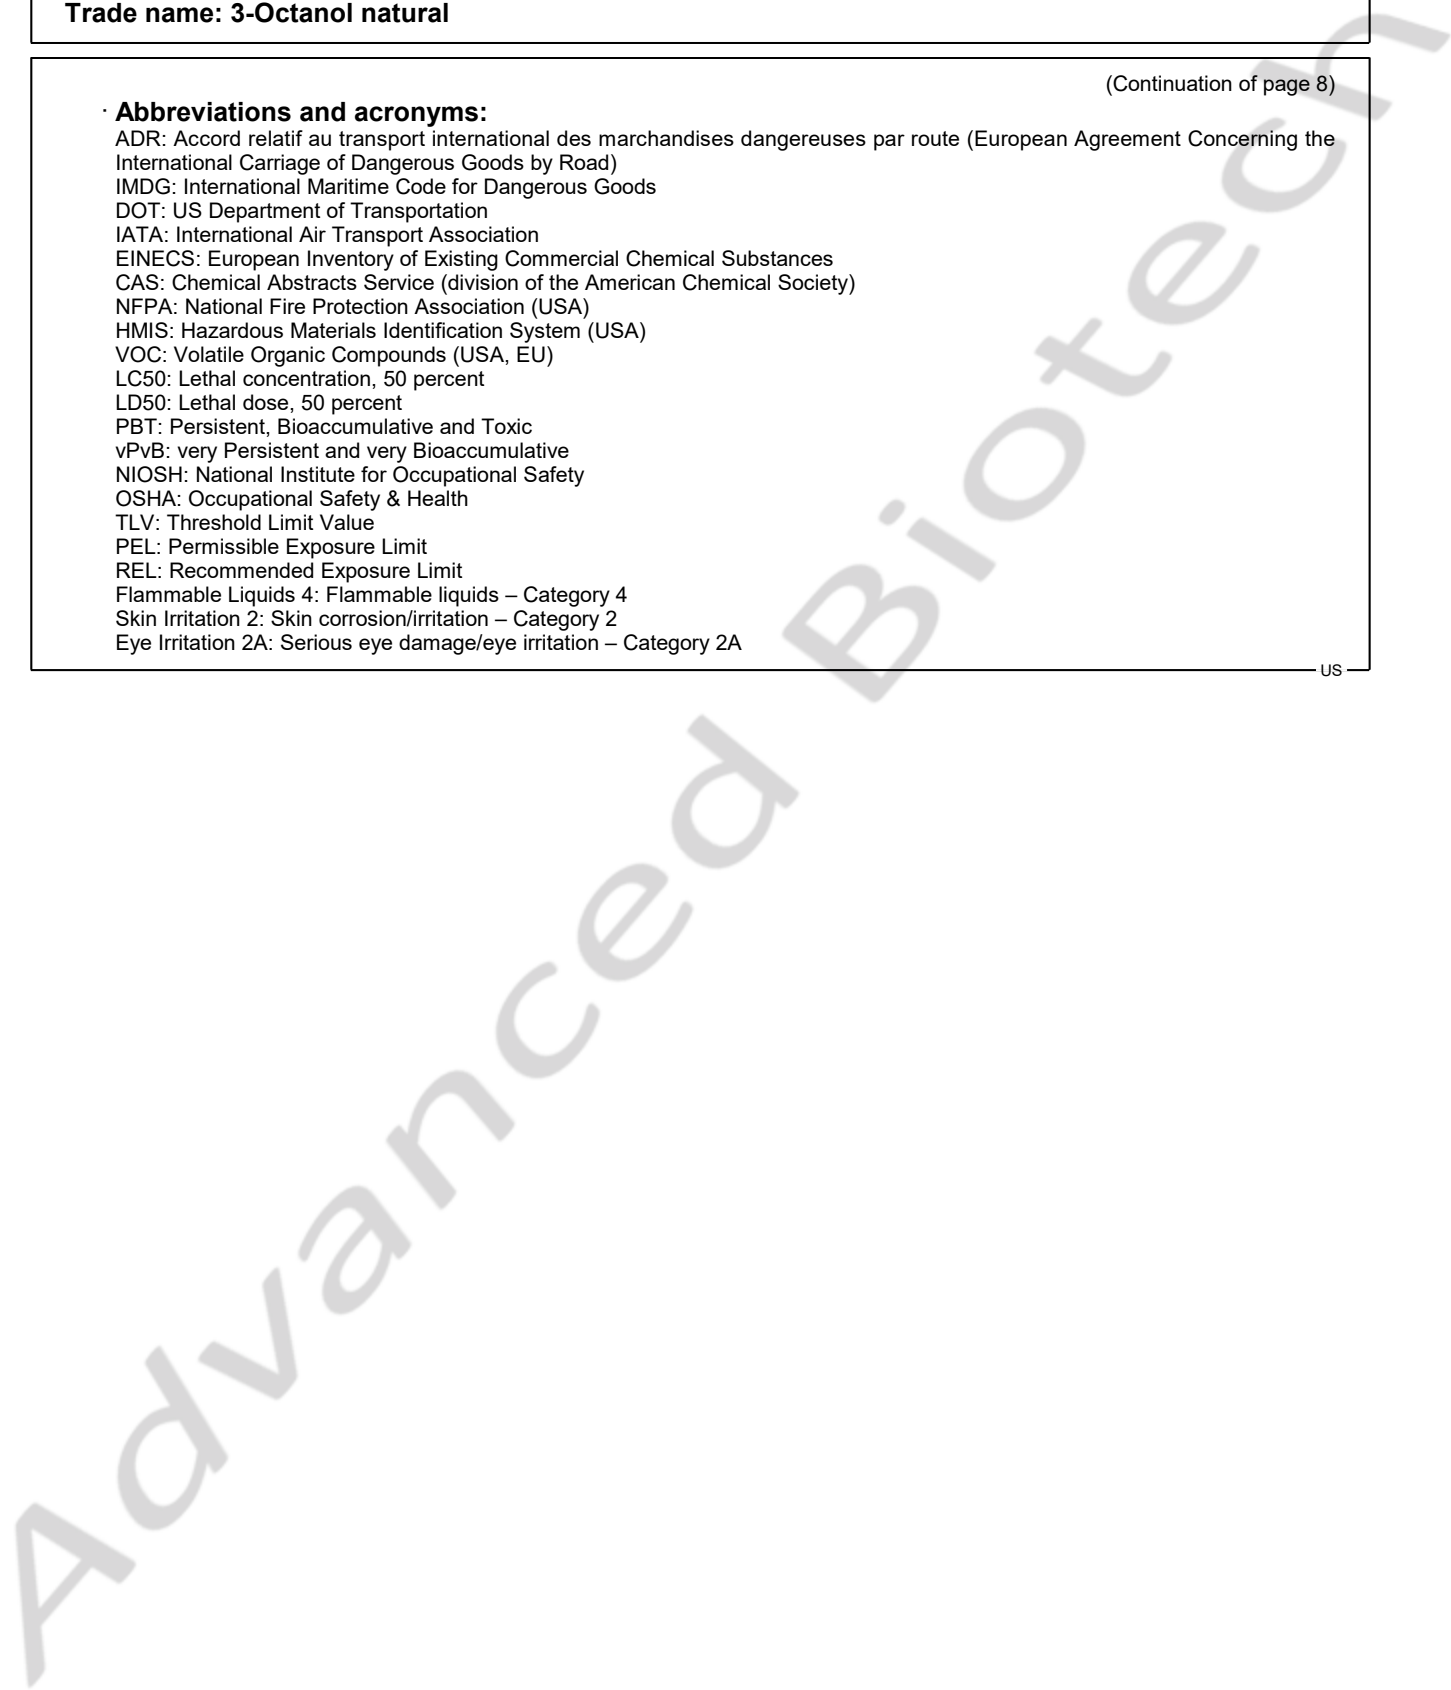 Trade name: 3-Octanol natural
(Continuation of page 8)
· Abbreviations and acronyms:
ADR: Accord relatif au transport international des marchandises dangereuses par route (European Agreement Concerning the
International Carriage of Dangerous Goods by Road)
IMDG: International Maritime Code for Dangerous Goods
DOT: US Department of Transportation
IATA: International Air Transport Association
EINECS: European Inventory of Existing Commercial Chemical Substances
CAS: Chemical Abstracts Service (division of the American Chemical Society)
NFPA: National Fire Protection Association (USA)
HMIS: Hazardous Materials Identification System (USA)
VOC: Volatile Organic Compounds (USA, EU)
LC50: Lethal concentration, 50 percent
LD50: Lethal dose, 50 percent
PBT: Persistent, Bioaccumulative and Toxic
vPvB: very Persistent and very Bioaccumulative
NIOSH: National Institute for Occupational Safety
OSHA: Occupational Safety & Health
TLV: Threshold Limit Value
PEL: Permissible Exposure Limit
REL: Recommended Exposure Limit
Flammable Liquids 4: Flammable liquids – Category 4
Skin Irritation 2: Skin corrosion/irritation – Category 2
Eye Irritation 2A: Serious eye damage/eye irritation – Category 2A
US
Advanced Biotech